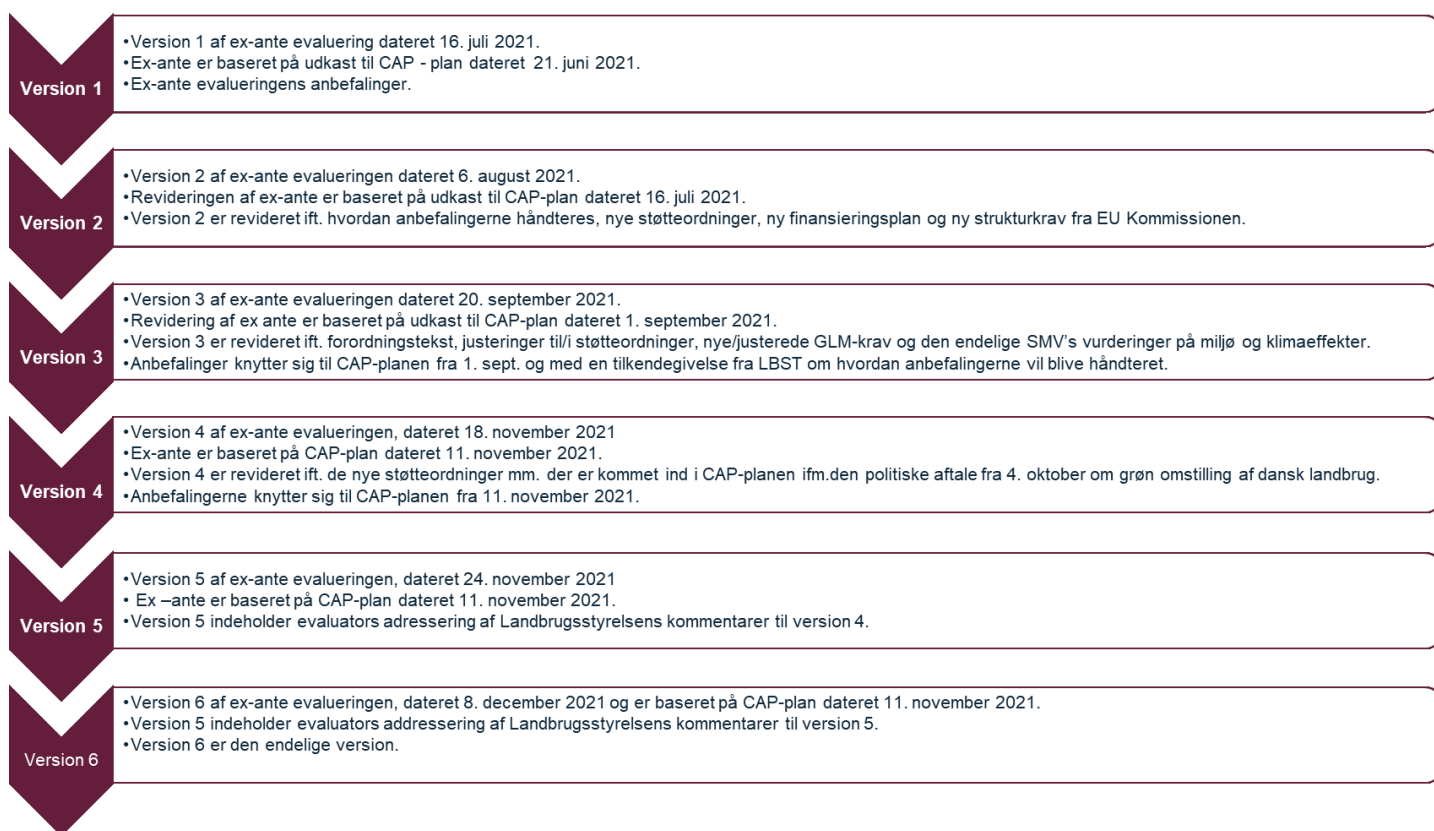 Version 1
•Version 1 af ex-ante evaluering dateret 16. juli 2021.
•Ex-ante er baseret på udkast til CAP - plan dateret 21. juni 2021.
•Ex-ante evalueringens anbefalinger.
Version 2
•Version 2 af ex-ante evalueringen dateret 6. august 2021.
•Revideringen af ex-ante er baseret på udkast til CAP-plan dateret 16. juli 2021.
•Version 2 er revideret ift. hvordan anbefalingerne håndteres, nye støtteordninger, ny finansieringsplan og ny strukturkrav fra EU Kommissionen.
Version 3
•Version 3 af ex-ante evalueringen dateret 20. september 2021.
•Revidering af ex ante er baseret på udkast til CAP-plan dateret 1. september 2021.
•Version 3 er revideret ift. forordningstekst, justeringer til/i støtteordninger, nye/justerede GLM-krav og den endelige SMV's vurderinger på miljø og klimaeffekter.
•Anbefalinger knytter sig til CAP-planen fra 1. sept. og med en tilkendegivelse fra LBST om hvordan anbefalingerne vil blive håndteret.
Version 4
•Version 4 af ex-ante evalueringen, dateret 18. november 2021
•Ex-ante er baseret på CAP-plan dateret 11. november 2021.
•Version 4 er revideret ift. de nye støtteordninger mm. der er kommet ind i CAP-planen ifm.den politiske aftale fra 4. oktober om grøn omstilling af dansk landbrug.
•Anbefalingerne knytter sig til CAP-planen fra 11. november 2021.
Version 5
•Version 5 af ex-ante evalueringen, dateret 24. november 2021
• Ex –ante er baseret på CAP-plan dateret 11. november 2021.
•Version 5 indeholder evaluators adressering af Landbrugsstyrelsens kommentarer til version 4.
Version 6
•Version 6 af ex-ante evalueringen, dateret 8. december 2021 og er baseret på CAP-plan dateret 11. november 2021.
•Version 5 indeholder evaluators addressering af Landbrugsstyrelsens kommentarer til version 5.
•Version 6 er den endelige version.